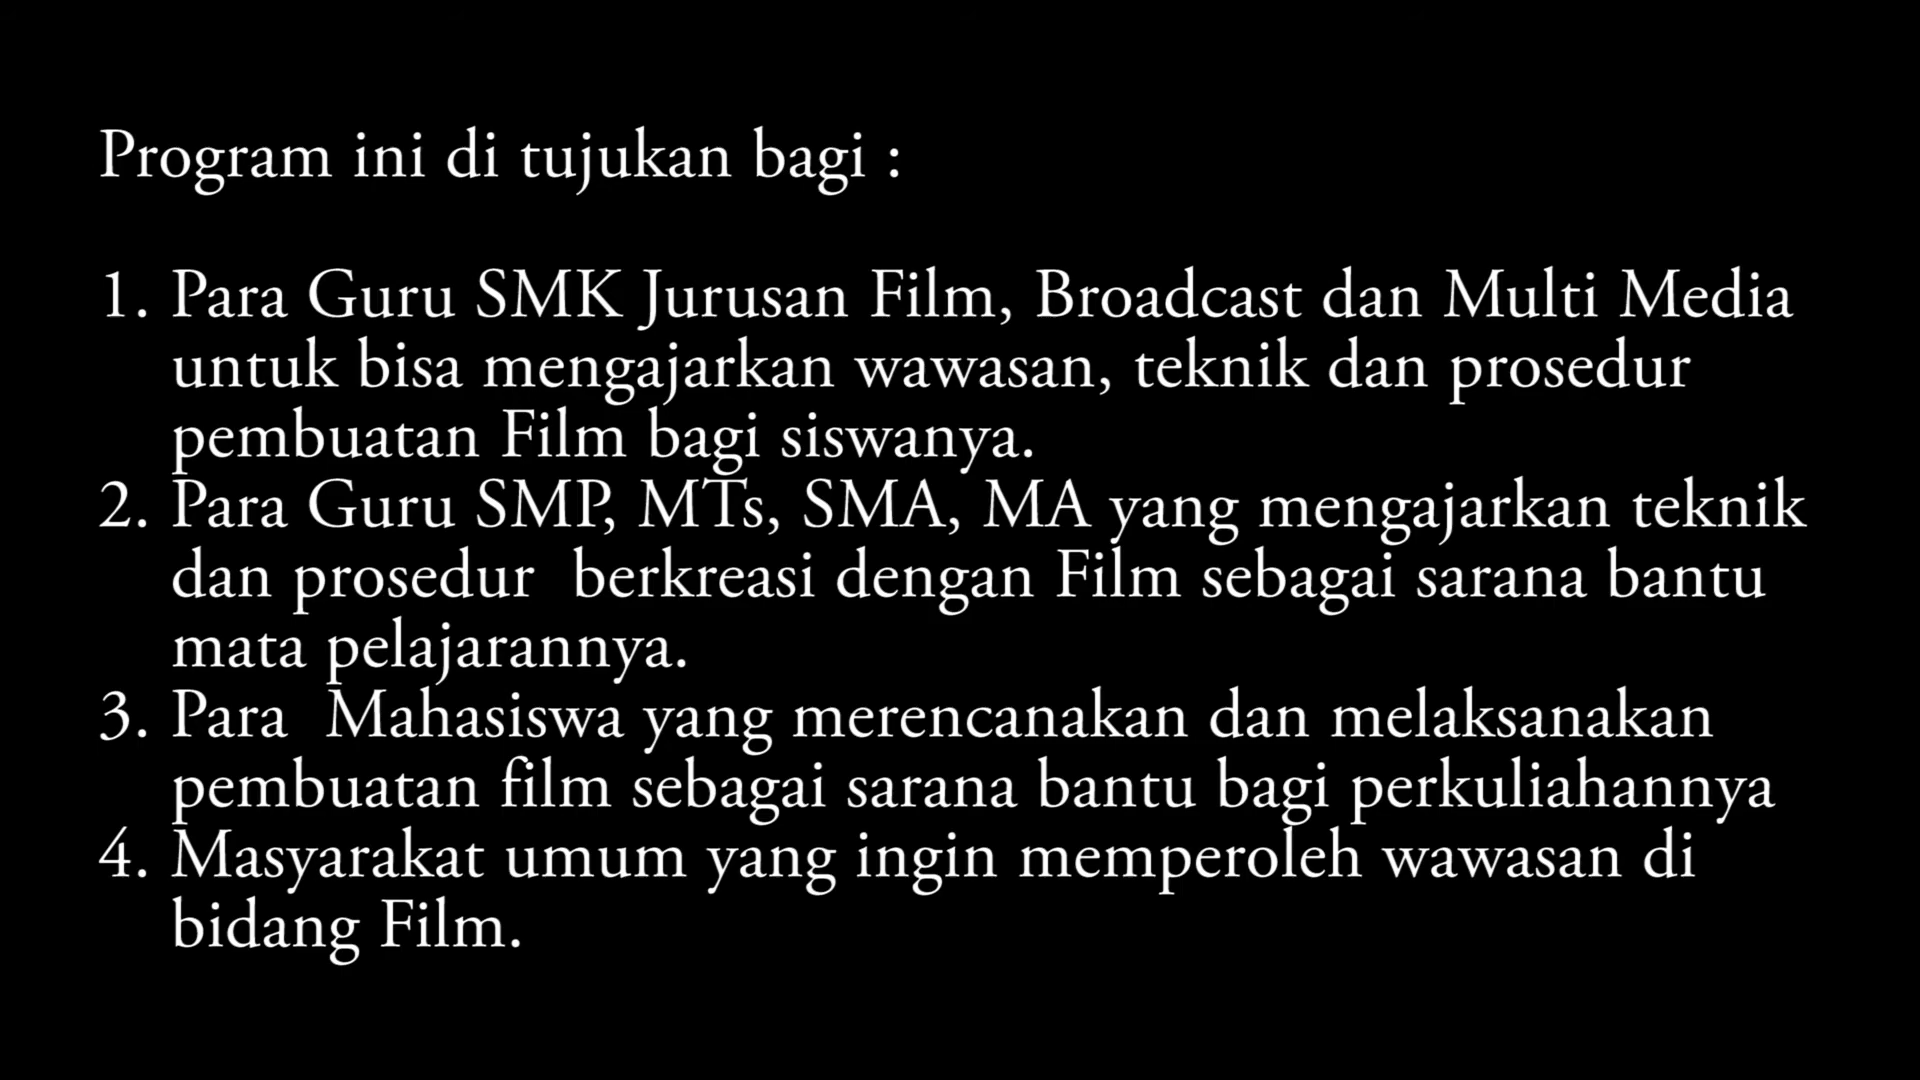 Program ini di tujukan bagi :
1. Para Guru SMK Jurusan Film, Broadcast dan Multi Media
untuk bisa mengajarkan wawasan, teknik dan prosedur
pembuatan Film bagi siswanya.
2. Para Guru SMP, MTs, SMA, MA yang mengajarkan teknik
dan prosedur  berkreasi dengan Film sebagai sarana bantu
mata pelajarannya.
3. Para  Mahasiswa yang merencanakan dan melaksanakan
pembuatan film sebagai sarana bantu bagi perkuliahannya
4. Masyarakat umum yang ingin memperoleh wawasan di
bidang Film.